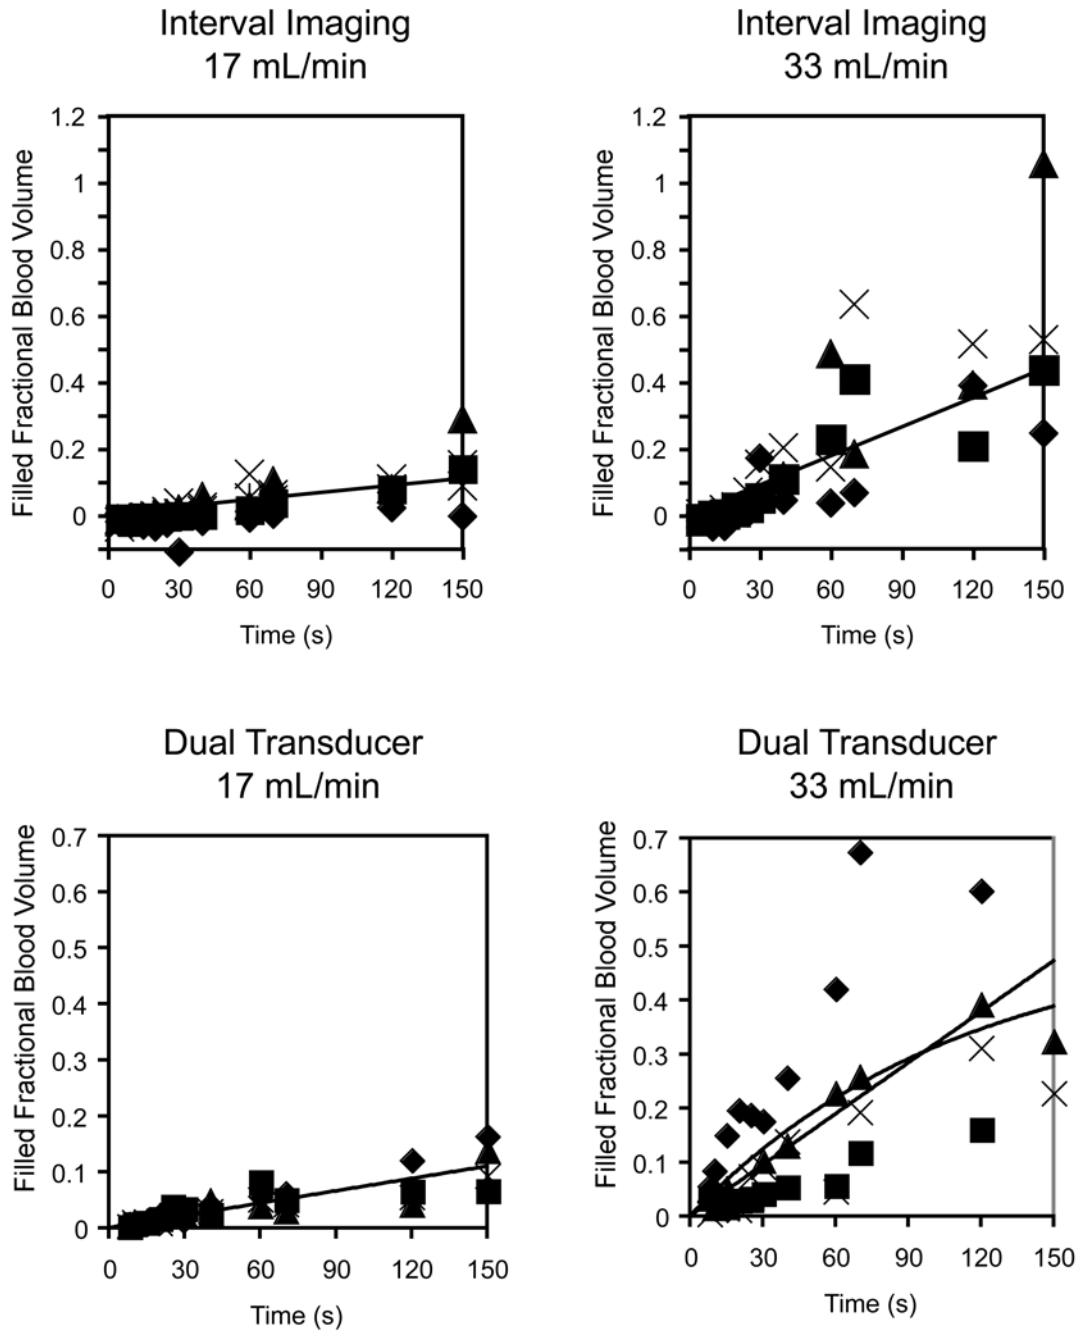 Interval Imaging
17 mL/min
Filled Fractional Blood Volume
1.2
1
0.8
0.6
0.4
0.2
0
0 30 60 90 120 150
Time (s)
Interval Imaging
33 mL/min
Filled Fractional Blood Volume
1.2
1
0.8
0.6
0.4
0.2
0
0 30 60 90 120 150
Time (s)
Dual Transducer
17 mL/min
Filled Fractional Blood Volume
0.7
0.6
0.5
0.4
0.3
0.2
0.1
0
0 30 60 90 120 150
Time (s)
Dual Transducer
33 mL/min
Filled Fractional Blood Volume
0.7
0.6
0.5
0.4
0.3
0.2
0.1
0
0 30 60 90 120 150
Time (s)